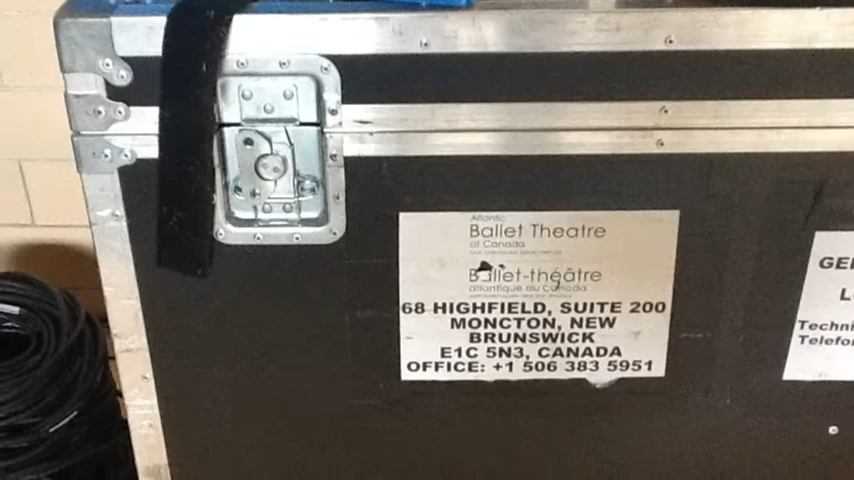 Atlantic
Ballet Theatre
of Canada
Ballet-théâtre
atlantique du Canada
68 HIGHFIELD, SUITE 200
MONCTON, NEW
BRUNSWICK
E1C 5N3, CANADA
OFFICE: +1 506 383 5951
GE
L
Techni
Telefor